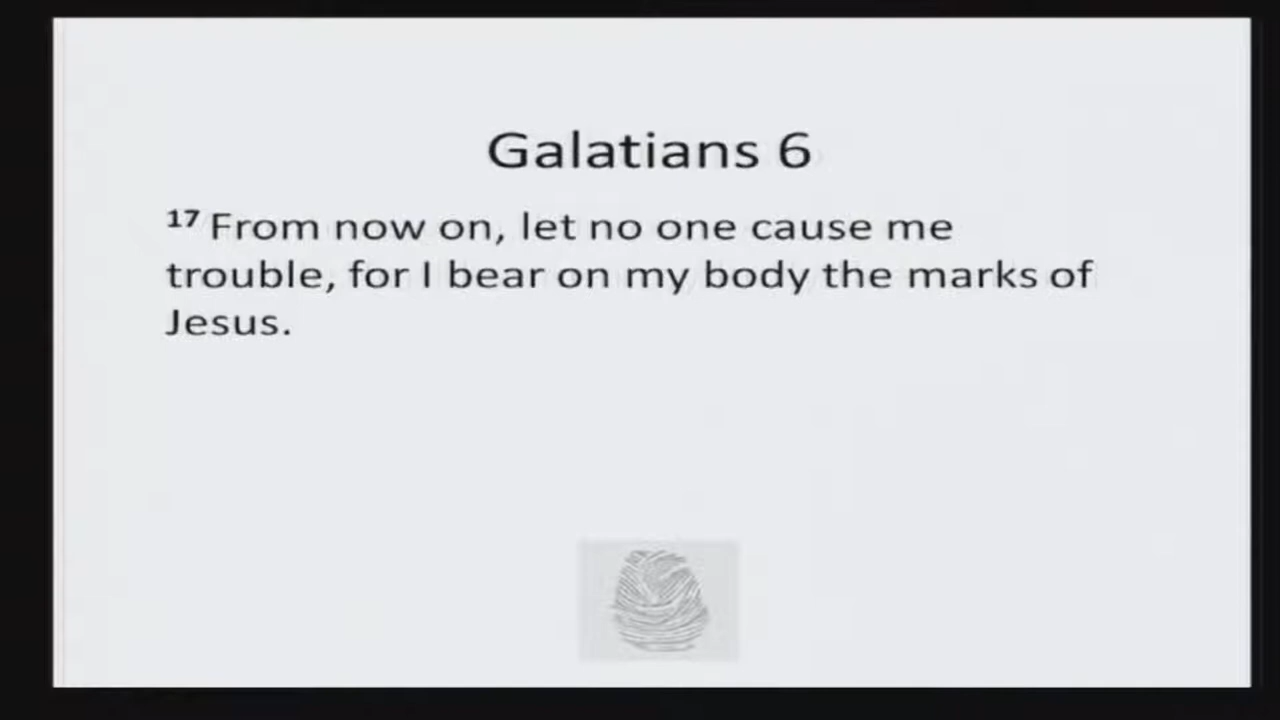 Galatians 6
17 From now on, let no one cause me
trouble, for I bear on my body the marks of
Jesus.